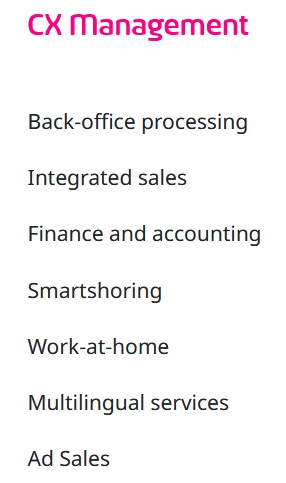 CX Management
Back-office processing
Integrated sales
Finance and accounting
Smartshoring
Work-at-home
Multilingual services
Ad Sales